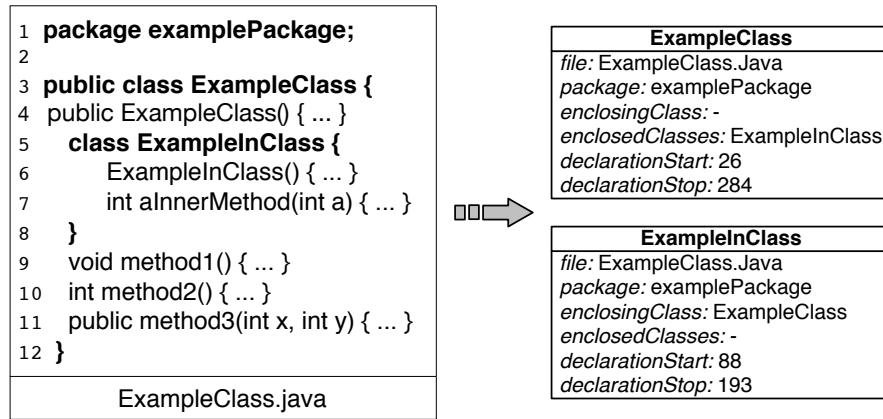 1 package examplePackage;
2
3 public class ExampleClass {
4 public ExampleClass() { ... }
5 class ExampleInClass {
6 ExampleInClass() { ... }
7 int aInnerMethod(int a) { ... }
8 }
9 void method1() { ... }
10 int method2() { ... }
11 public method3(int x, int y) { ... }
12 }
ExampleClass.java
ExampleClass
file: ExampleClass.Java
package: examplePackage
enclosingClass: -
enclosedClasses: ExampleInClass
declarationStart: 26
declarationStop: 284
ExampleInClass
file: ExampleClass.Java
package: examplePackage
enclosingClass: ExampleClass
enclosedClasses: -
declarationStart: 88
declarationStop: 193